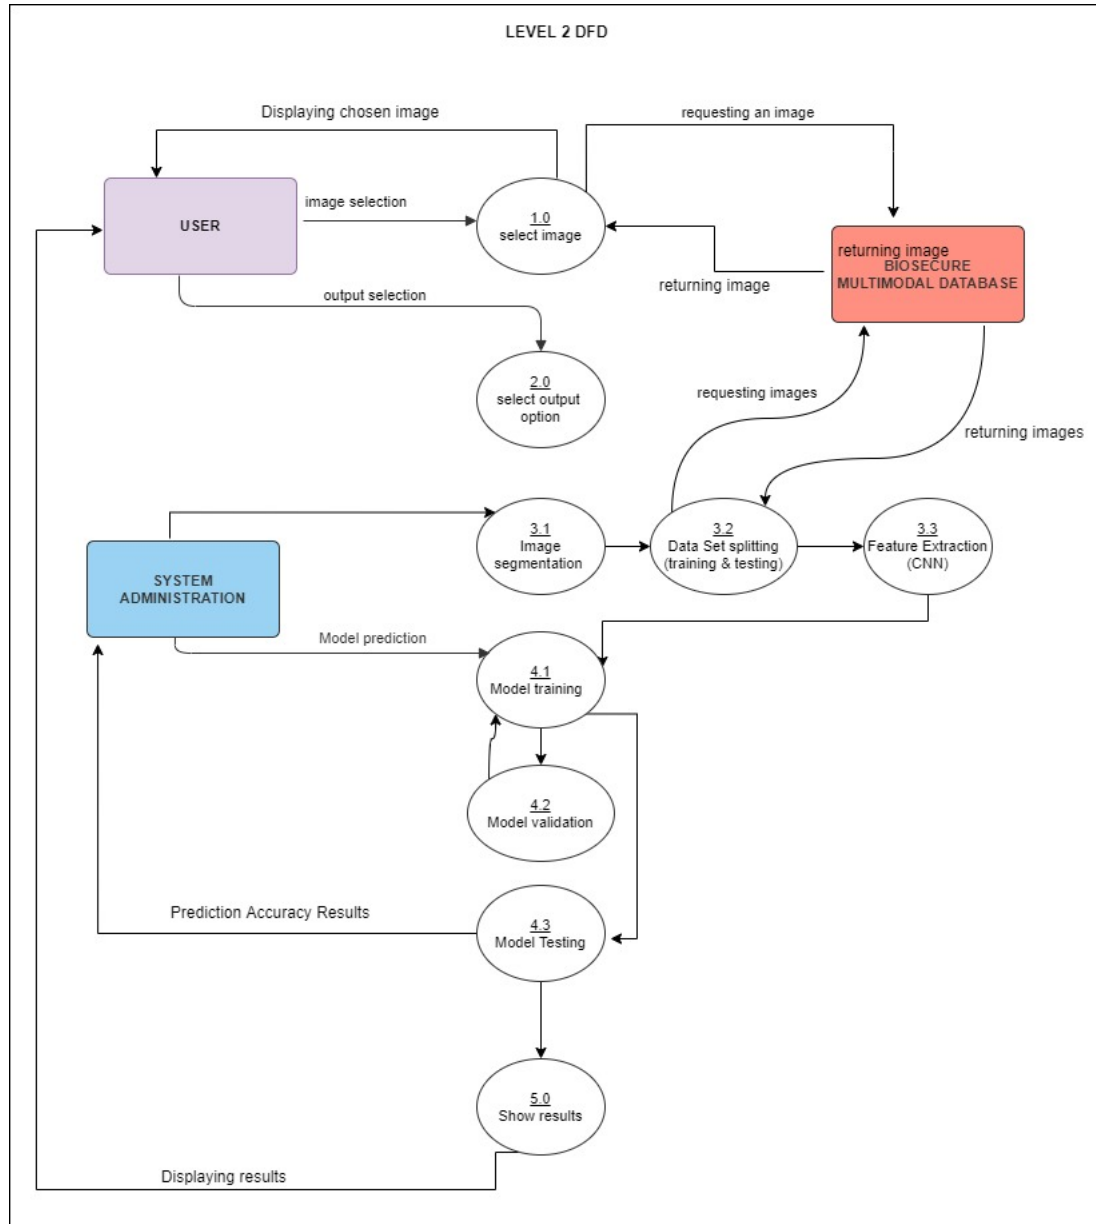 LEVEL 2 DFD
Displaying chosen image
requesting an image
USER
image selection
1.0
select image
returning image
BIOSECURE
MULTIMODAL DATABASE
returning image
output selection
2.0
select output
option
requesting images
returning images
SYSTEM
ADMINISTRATION
3.1
Image
segmentation
3.2
Data Set splitting
(training & testing)
3.3
Feature Extraction
(CNN)
Model prediction
4.1
Model training
4.2
Model validation
Prediction Accuracy Results
4.3
Model Testing
5.0
Show results
Displaying results